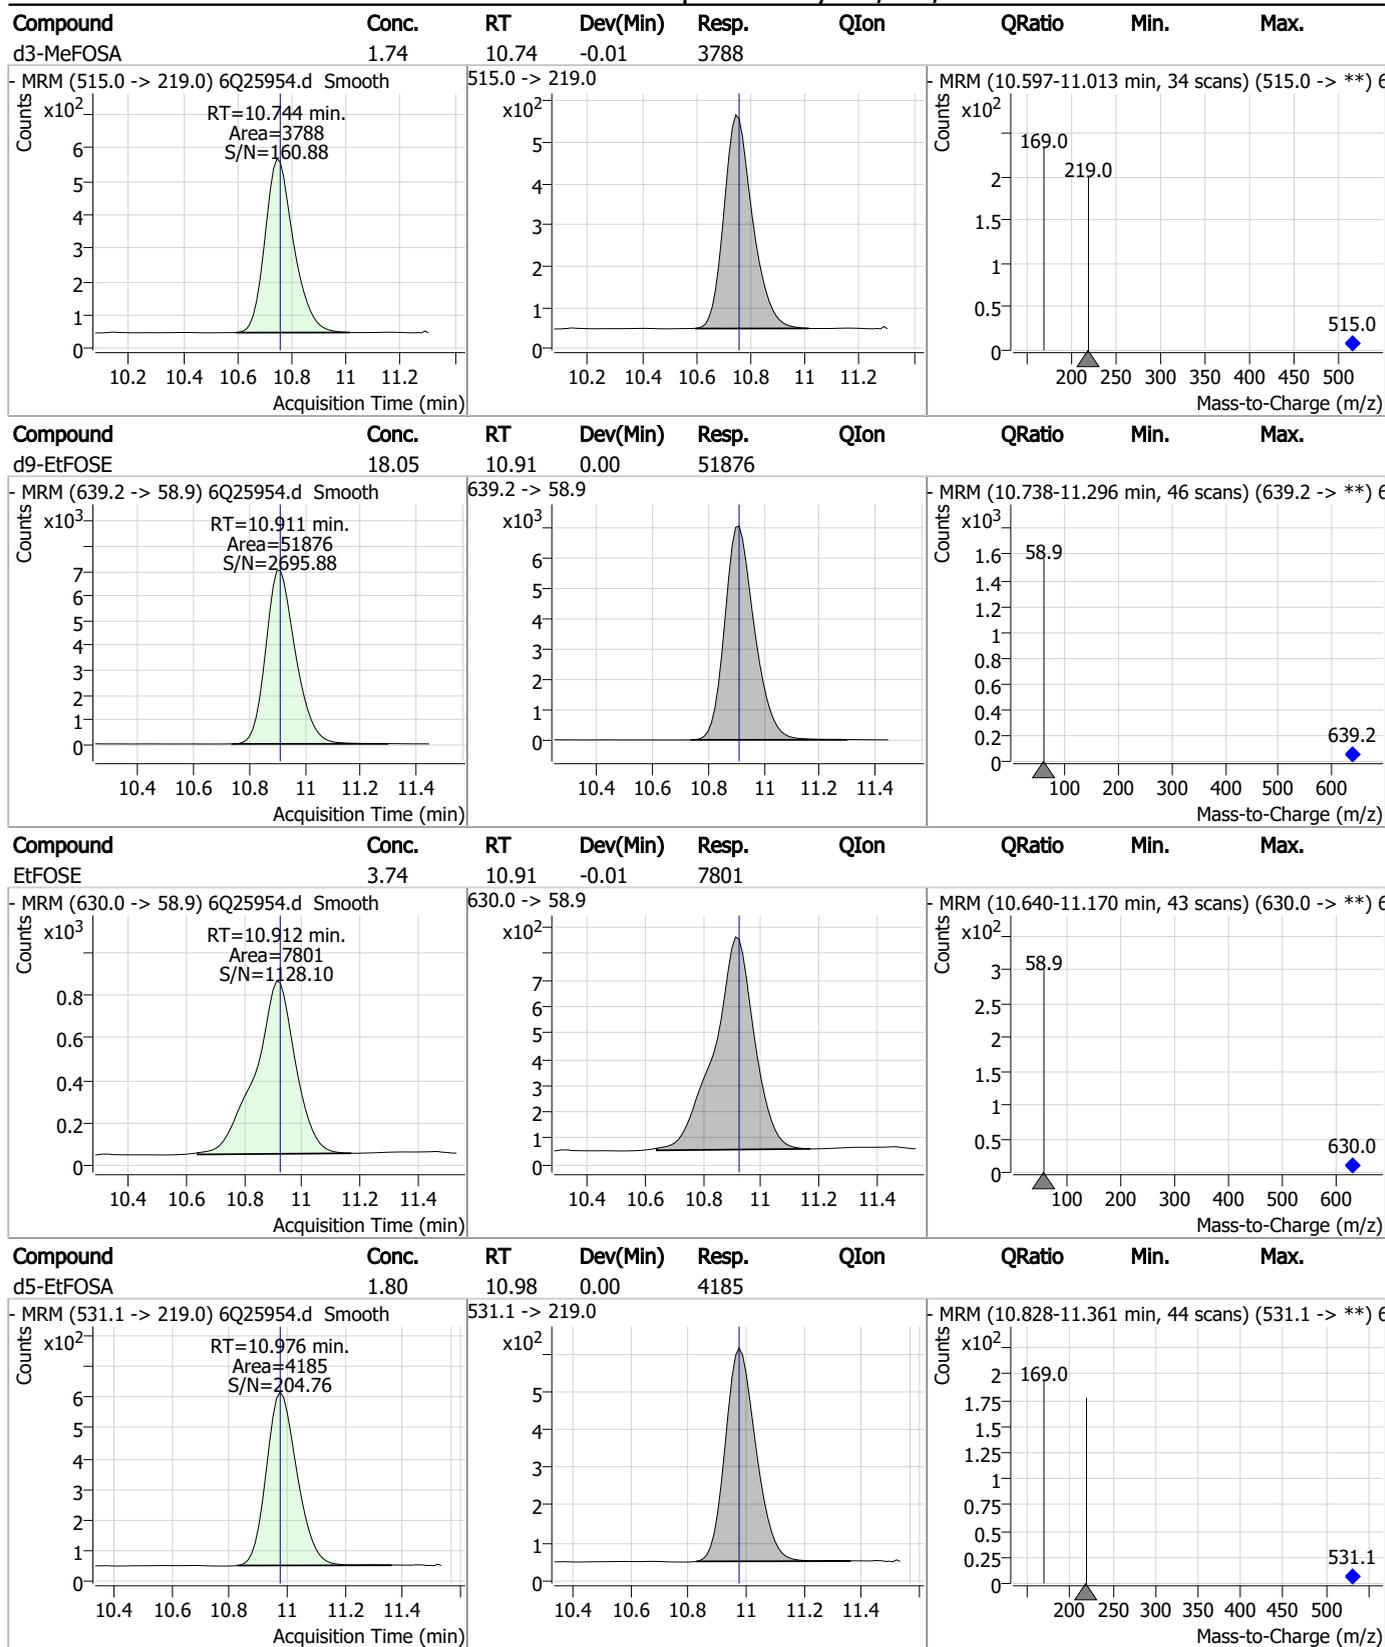 Compound Conc. RT Dev(Min) Resp. QIon QRatio Min. Max.
d3-MeFOSA 1.74 10.74 -0.01 3788
- MRM (515.0 -> 219.0) 6Q25954.d Smooth
Counts
x10²
RT=10.744 min.
Area=3788
S/N=160.88
6
5
4
3
2
1
0
10.2 10.4 10.6 10.8 11 11.2
Acquisition Time (min)
515.0 -> 219.0
x10²
5
4
3
2
1
0
10.2 10.4 10.6 10.8 11 11.2
- MRM (10.597-11.013 min, 34 scans) (515.0 -> **) 6
Counts
x10²
169.0
219.0
2
1.5
1
0.5
0
515.0
200 250 300 350 400 450 500
Mass-to-Charge (m/z)
Compound Conc. RT Dev(Min) Resp. QIon QRatio Min. Max.
d9-EtFOSE 18.05 10.91 0.00 51876
- MRM (639.2 -> 58.9) 6Q25954.d Smooth
Counts
x10³
RT=10.911 min.
Area=51876
S/N=2695.88
7
6
5
4
3
2
1
0
10.4 10.6 10.8 11 11.2 11.4
Acquisition Time (min)
639.2 -> 58.9
x10³
6
5
4
3
2
1
0
10.4 10.6 10.8 11 11.2 11.4
- MRM (10.738-11.296 min, 46 scans) (639.2 -> **) 6
Counts
x10³
58.9
1.6
1.4
1.2
1
0.8
0.6
0.4
0.2
0
639.2
100 200 300 400 500 600
Mass-to-Charge (m/z)
Compound Conc. RT Dev(Min) Resp. QIon QRatio Min. Max.
EtFOSE 3.74 10.91 -0.01 7801
- MRM (630.0 -> 58.9) 6Q25954.d Smooth
Counts
x10³
RT=10.912 min.
Area=7801
S/N=1128.10
0.8
0.6
0.4
0.2
0
10.4 10.6 10.8 11 11.2 11.4
Acquisition Time (min)
630.0 -> 58.9
x10²
7
6
5
4
3
2
1
0
10.4 10.6 10.8 11 11.2 11.4
- MRM (10.640-11.170 min, 43 scans) (630.0 -> **) 6
Counts
x10²
58.9
3
2.5
2
1.5
1
0.5
0
630.0
100 200 300 400 500 600
Mass-to-Charge (m/z)
Compound Conc. RT Dev(Min) Resp. QIon QRatio Min. Max.
d5-EtFOSA 1.80 10.98 0.00 4185
- MRM (531.1 -> 219.0) 6Q25954.d Smooth
Counts
x10²
RT=10.976 min.
Area=4185
S/N=204.76
6
5
4
3
2
1
0
10.4 10.6 10.8 11 11.2 11.4
Acquisition Time (min)
531.1 -> 219.0
x10²
5
4
3
2
1
0
10.4 10.6 10.8 11 11.2 11.4
- MRM (10.828-11.361 min, 44 scans) (531.1 -> **) 6
Counts
x10²
169.0
2
1.75
1.5
1.25
1
0.75
0.5
0.25
0
531.1
200 250 300 350 400 450 500
Mass-to-Charge (m/z)